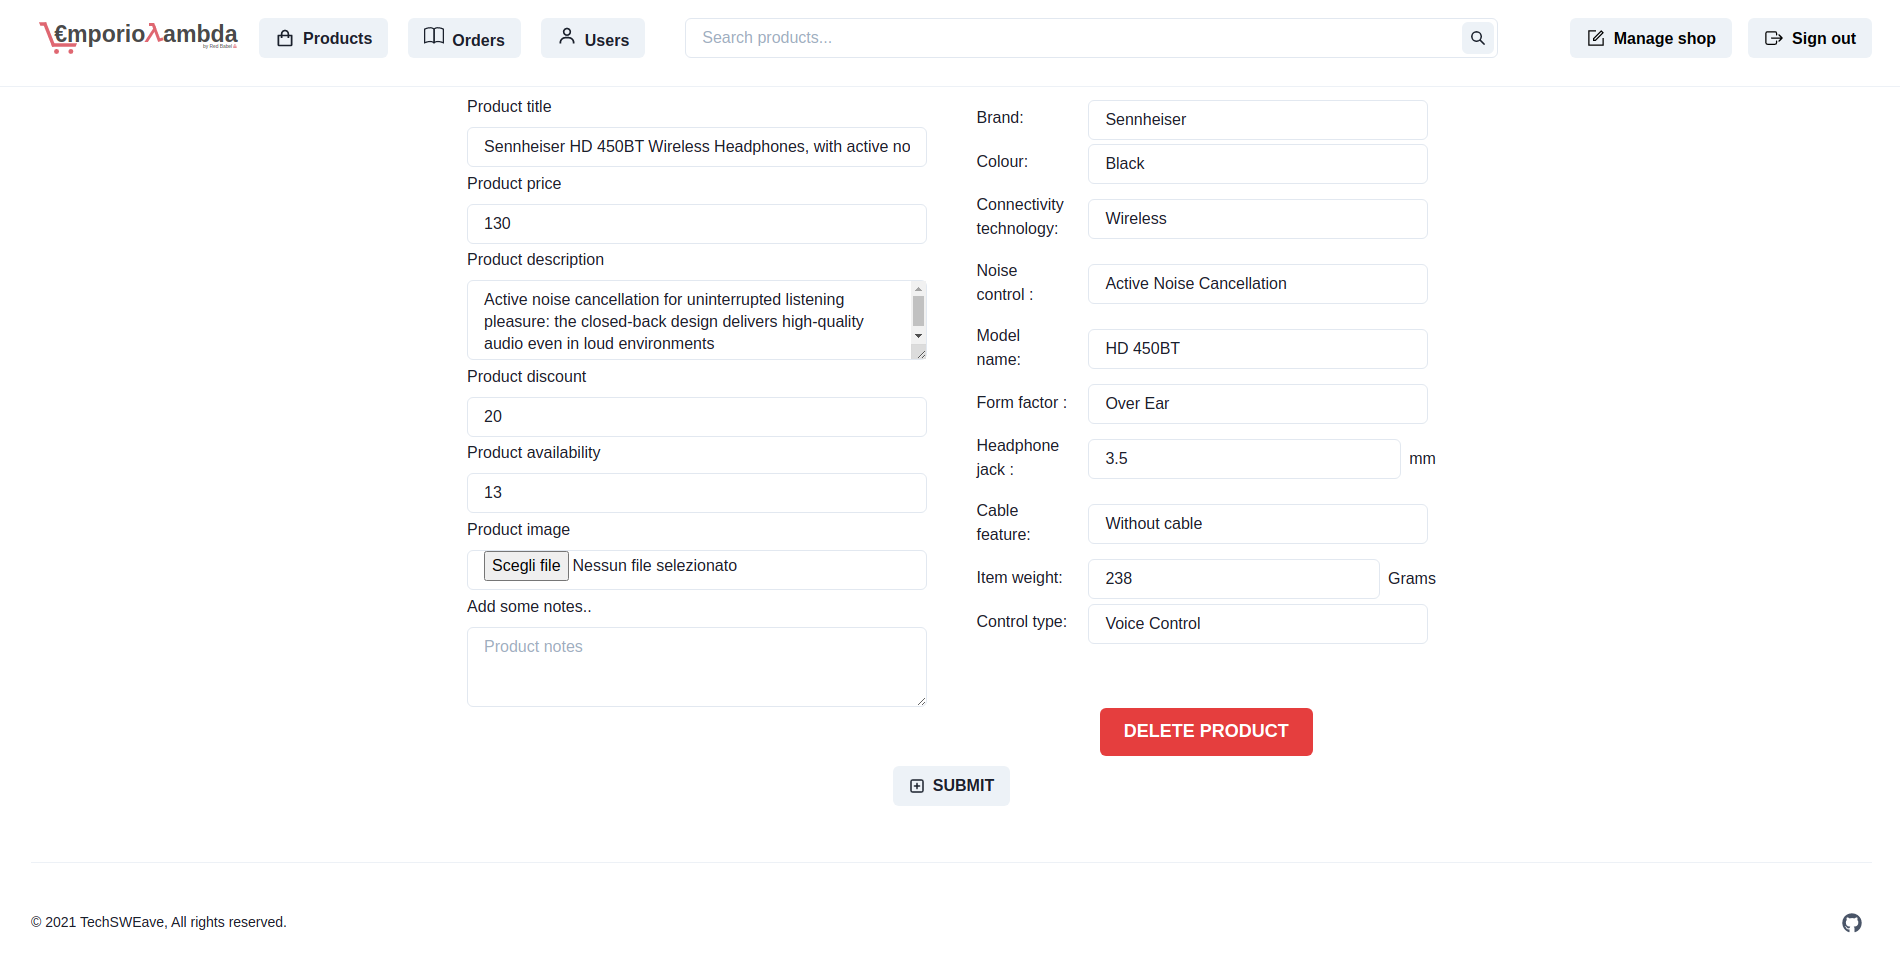 €mporioλambda
by Red Babel &
Products
Orders
Users
Search products...
Manage shop
Sign out
Product title
Sennheiser HD 450BT Wireless Headphones, with active no
Product price
130
Product description
Active noise cancellation for uninterrupted listening
pleasure: the closed-back design delivers high-quality
audio even in loud environments
Product discount
20
Product availability
13
Product image
Scegli file Nessun file selezionato
Add some notes..
Product notes
Brand:
Sennheiser
Colour:
Black
Connectivity
technology:
Wireless
Noise
control :
Active Noise Cancellation
Model
name:
HD 450BT
Form factor :
Over Ear
Headphone
jack :
3.5 mm
Cable
feature:
Without cable
Item weight:
238 Grams
Control type:
Voice Control
DELETE PRODUCT
SUBMIT
© 2021 TechSWEave, All rights reserved.